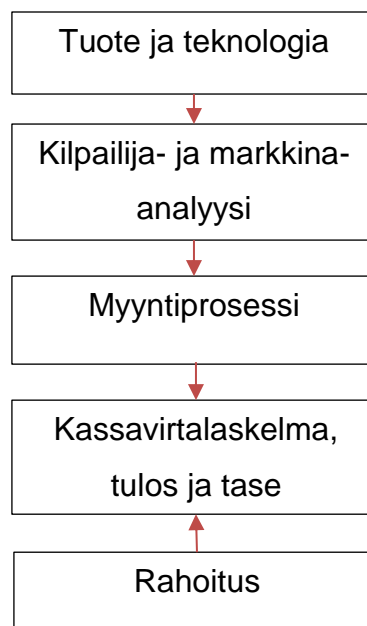 Tuote ja teknologia
Kilpailija- ja markkina-
analyysi
Myyntiprosessi
Kassavirtalaskelma,
tulos ja tase
Rahoitus